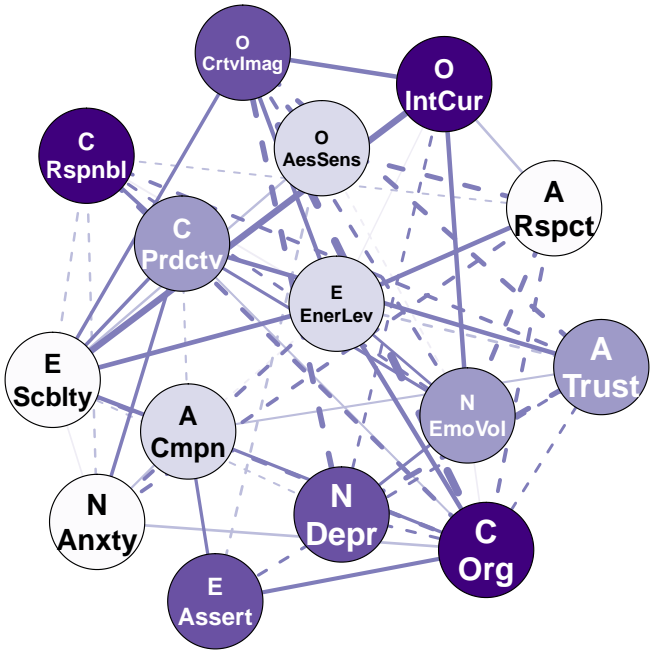 O
CrtvImag
O
IntCur
O
AesSens
C
Rspnbl
A
Rspct
C
Prdctv
E
EnerLev
E
Scblty
A
Trust
A
Cmpn
N
EmoVol
N
Anxty
N
Depr
C
Org
E
Assert